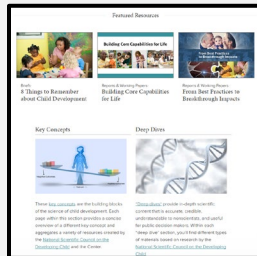 Featured Resources
Building Core Capabilities for Life
From Best Practices to
Breakthrough Impacts
Briefs
8 Things to Remember
about Child Development
Reports & Working Papers
Building Core Capabilities
for Life
Reports & Working Papers
From Best Practices to
Breakthrough Impacts
Key Concepts
Deep Dives
These key concepts are the building blocks
of the science of child development. Each
page within this section provides a concise
overview of a different key concept and
aggregates a variety of resources created by
the National Scientific Council on the
Developing Child and the Center.
"Deep dives" provide in-depth scientific
content that is accurate, credible,
understandable to nonscientists, and useful
for public decision-makers. Within each
"deep dive" section, you'll find different types
of materials based on research by the
National Scientific Council on the Developing
Child